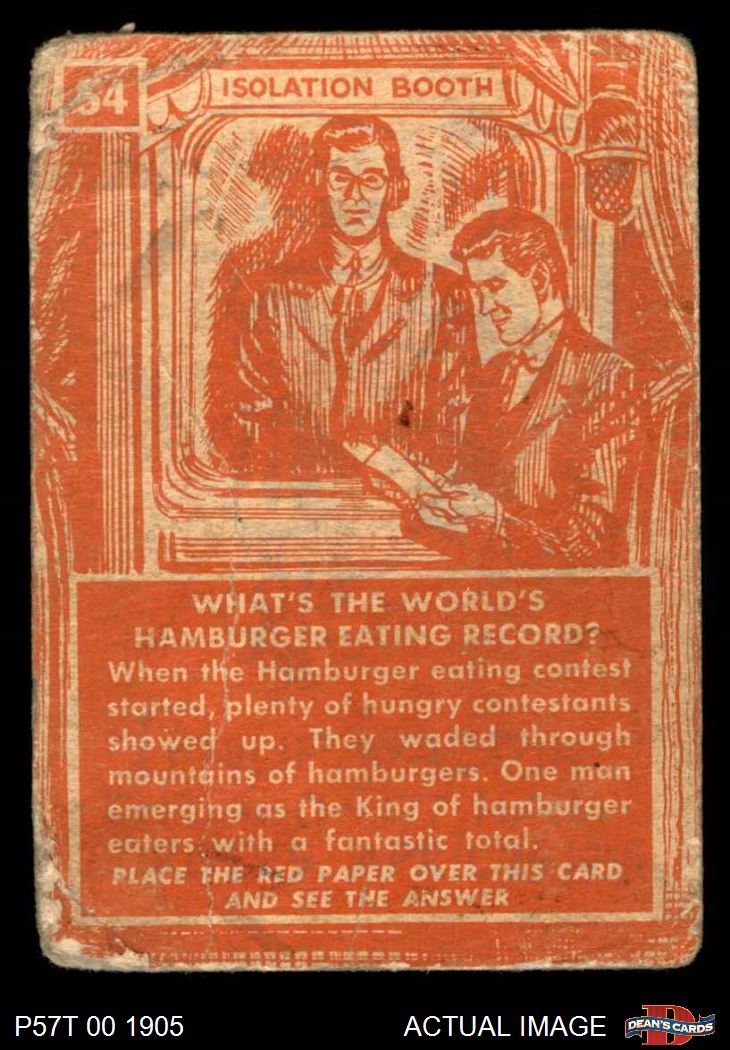 54
ISOLATION BOOTH
WHAT'S THE WORLD'S
HAMBURGER EATING RECORD?
When the Hamburger eating contest
started, plenty of hungry contestants
showed up. They waded through
mountains of hamburgers. One man
emerging as the King of hamburger
eaters with a fantastic total.
PLACE THE RED PAPER OVER THIS CARD
AND SEE THE ANSWER
P57T 00 1905
ACTUAL IMAGE
D
DEAN'S CARDS